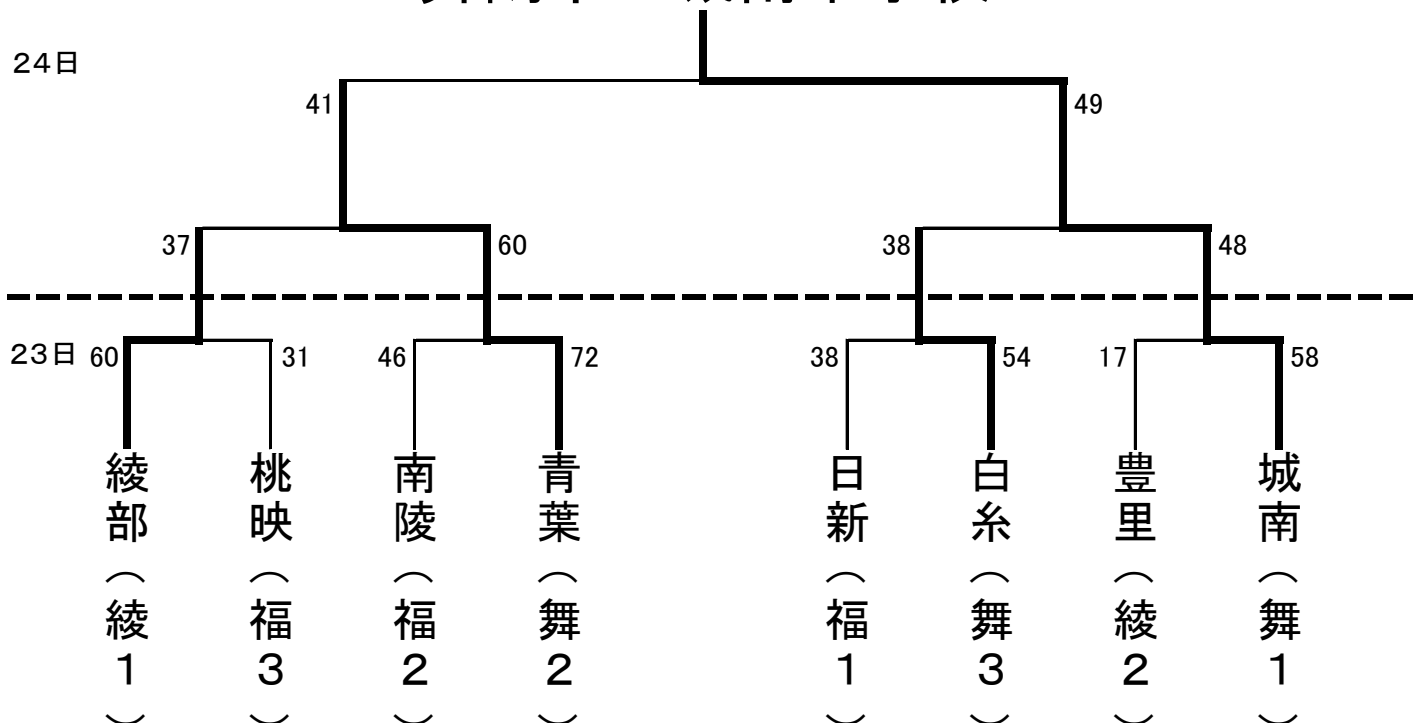 24日
41
49
37
60
38
48
23日
60
31
46
72
38
54
17
58
綾部（綾1）
桃映（福3）
南陵（福2）
青葉（舞2）
日新（福1）
白糸（舞3）
豊里（綾2）
城南（舞1）